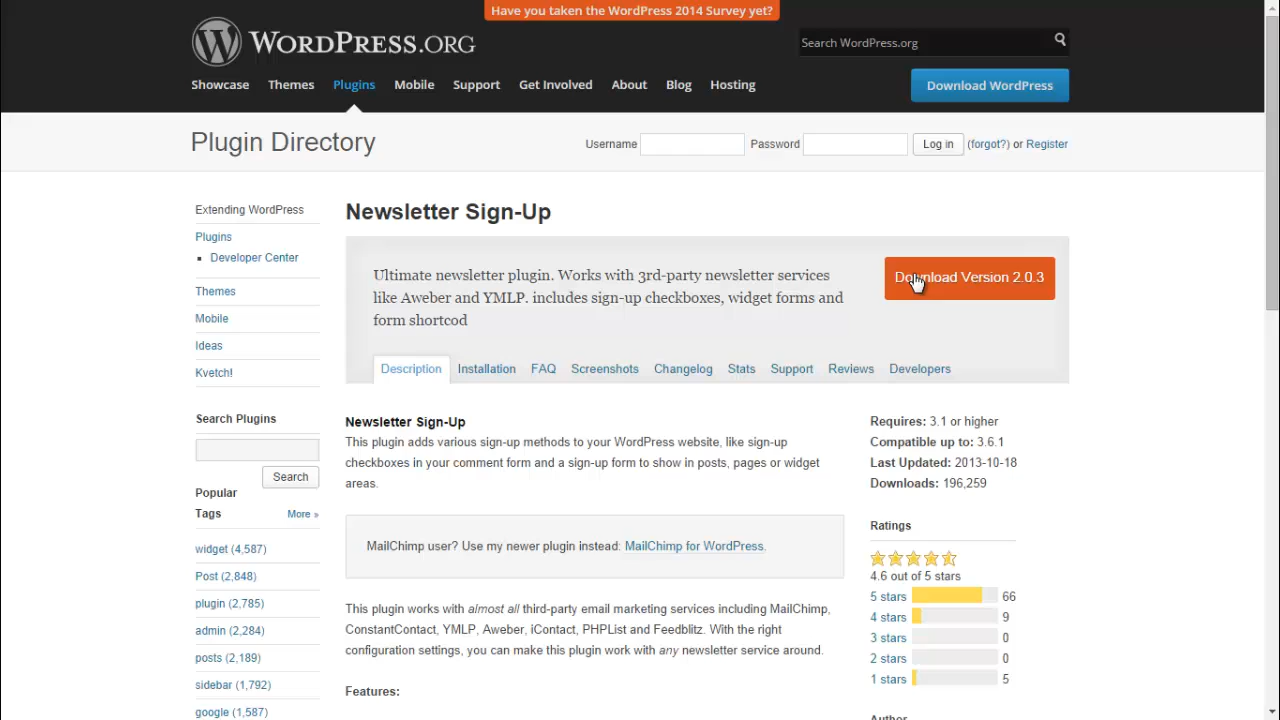 Have you taken the WordPress 2014 Survey yet?
WORDPRESS.ORG
Search WordPress.org
Showcase Themes Plugins Mobile Support Get Involved About Blog Hosting
Download WordPress
Plugin Directory
Username Password Log in (forgot?) or Register
Extending WordPress
Plugins
Developer Center
Themes
Mobile
Ideas
Kvetch!
Search Plugins
Search
Popular
Tags More »
widget (4,587)
Post (2,848)
plugin (2,785)
admin (2,284)
posts (2,189)
sidebar (1,792)
google (1,587)
Newsletter Sign-Up
Ultimate newsletter plugin. Works with 3rd-party newsletter services
like Aweber and YMLP. includes sign-up checkboxes, widget forms and
form shortcod
Download Version 2.0.3
Description Installation FAQ Screenshots Changelog Stats Support Reviews Developers
Newsletter Sign-Up
This plugin adds various sign-up methods to your WordPress website, like sign-up
checkboxes in your comment form and a sign-up form to show in posts, pages or widget
areas.
MailChimp user? Use my newer plugin instead: MailChimp for WordPress.
This plugin works with almost all third-party email marketing services including MailChimp,
ConstantContact, YMLP, Aweber, iContact, PHPList and Feedblitz. With the right
configuration settings, you can make this plugin work with any newsletter service around.
Features:
Requires: 3.1 or higher
Compatible up to: 3.6.1
Last Updated: 2013-10-18
Downloads: 196,259
Ratings
4.6 out of 5 stars
5 stars 66
4 stars 9
3 stars 0
2 stars 0
1 stars 5
Author